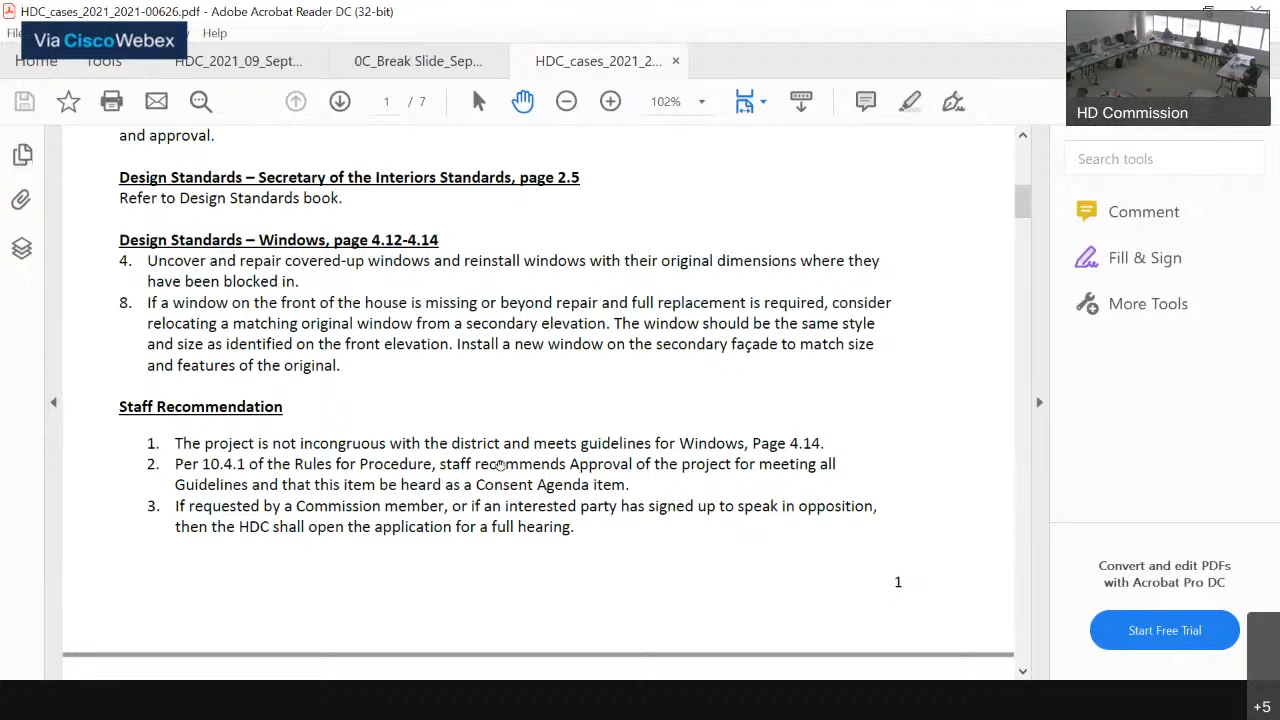 HDC_cases_2021_2021-00626.pdf - Adobe Acrobat Reader DC (32-bit)
Help
Via CiscoWebex
Home Tools HDC_2021_09_Sept... 0C_Break Slide_Sep... HDC_cases_2021_2... ×
1 / 7 102%
HD Commission
and approval.
Design Standards – Secretary of the Interiors Standards, page 2.5
Refer to Design Standards book.
Design Standards – Windows, page 4.12-4.14
4. Uncover and repair covered-up windows and reinstall windows with their original dimensions where they
have been blocked in.
8. If a window on the front of the house is missing or beyond repair and full replacement is required, consider
relocating a matching original window from a secondary elevation. The window should be the same style
and size as identified on the front elevation. Install a new window on the secondary façade to match size
and features of the original.
Staff Recommendation
1. The project is not incongruous with the district and meets guidelines for Windows, Page 4.14.
2. Per 10.4.1 of the Rules for Procedure, staff recommends Approval of the project for meeting all
Guidelines and that this item be heard as a Consent Agenda item.
3. If requested by a Commission member, or if an interested party has signed up to speak in opposition,
then the HDC shall open the application for a full hearing.
1
Search tools
Comment
Fill & Sign
More Tools
Convert and edit PDFs
with Acrobat Pro DC
Start Free Trial
+5